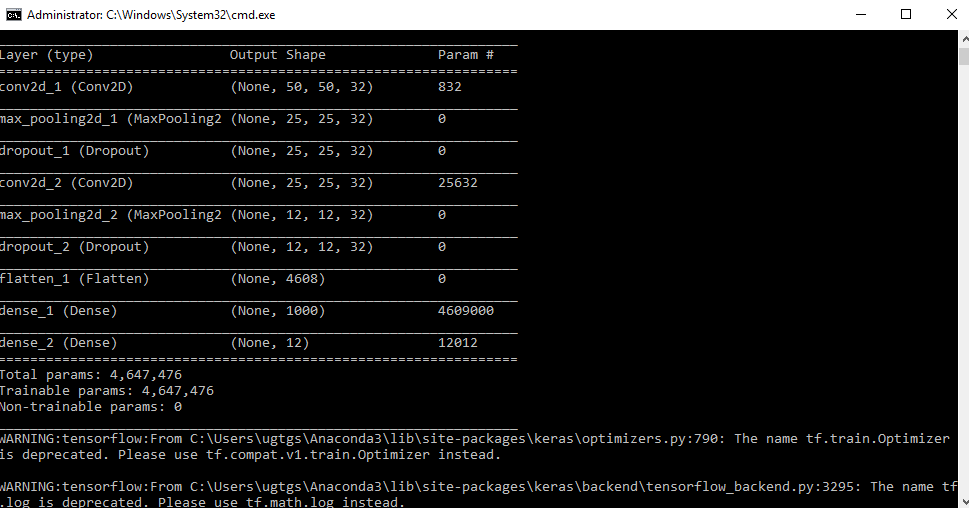 Administrator: C:\Windows\System32\cmd.exe
Layer (type) Output Shape Param #
=================================================================
conv2d_1 (Conv2D) (None, 50, 50, 32) 832
_________________________________________________________________
max_pooling2d_1 (MaxPooling2 (None, 25, 25, 32) 0
_________________________________________________________________
dropout_1 (Dropout) (None, 25, 25, 32) 0
_________________________________________________________________
conv2d_2 (Conv2D) (None, 25, 25, 32) 25632
_________________________________________________________________
max_pooling2d_2 (MaxPooling2 (None, 12, 12, 32) 0
_________________________________________________________________
dropout_2 (Dropout) (None, 12, 12, 32) 0
_________________________________________________________________
flatten_1 (Flatten) (None, 4608) 0
_________________________________________________________________
dense_1 (Dense) (None, 1000) 4609000
_________________________________________________________________
dense_2 (Dense) (None, 12) 12012
=================================================================
Total params: 4,647,476
Trainable params: 4,647,476
Non-trainable params: 0
_________________________________________________________________
WARNING:tensorflow:From C:\Users\ugtgs\Anaconda3\lib\site-packages\keras\optimizers.py:790: The name tf.train.Optimizer
is deprecated. Please use tf.compat.v1.train.Optimizer instead.
WARNING:tensorflow:From C:\Users\ugtgs\Anaconda3\lib\site-packages\keras\backend\tensorflow_backend.py:3295: The name tf
.log is deprecated. Please use tf.math.log instead.